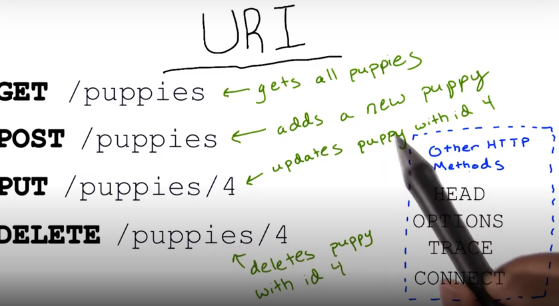 URI
GET /puppies ← gets all puppies
POST /puppies ← adds a new puppy
PUT /puppies/4 ← updates puppy with id 4
DELETE /puppies/4
↖ deletes puppy
with id 4
Other HTTP
Methods
HEAD
OPTIONS
TRACE
CONNECT